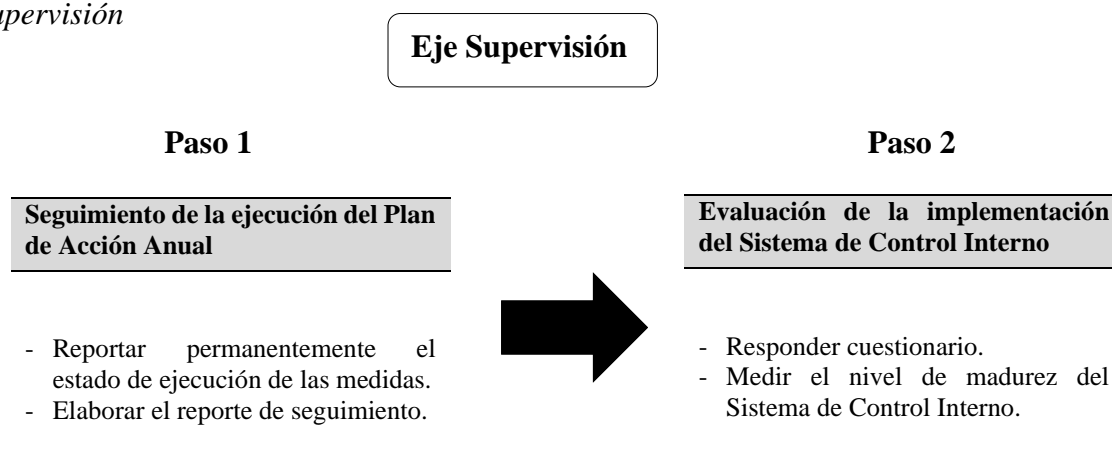 upervisión
Eje Supervisión
Paso 1
Seguimiento de la ejecución del Plan
de Acción Anual
- Reportar permanentemente el
estado de ejecución de las medidas.
- Elaborar el reporte de seguimiento.
Paso 2
Evaluación de la implementación
del Sistema de Control Interno
- Responder cuestionario.
- Medir el nivel de madurez del
Sistema de Control Interno.